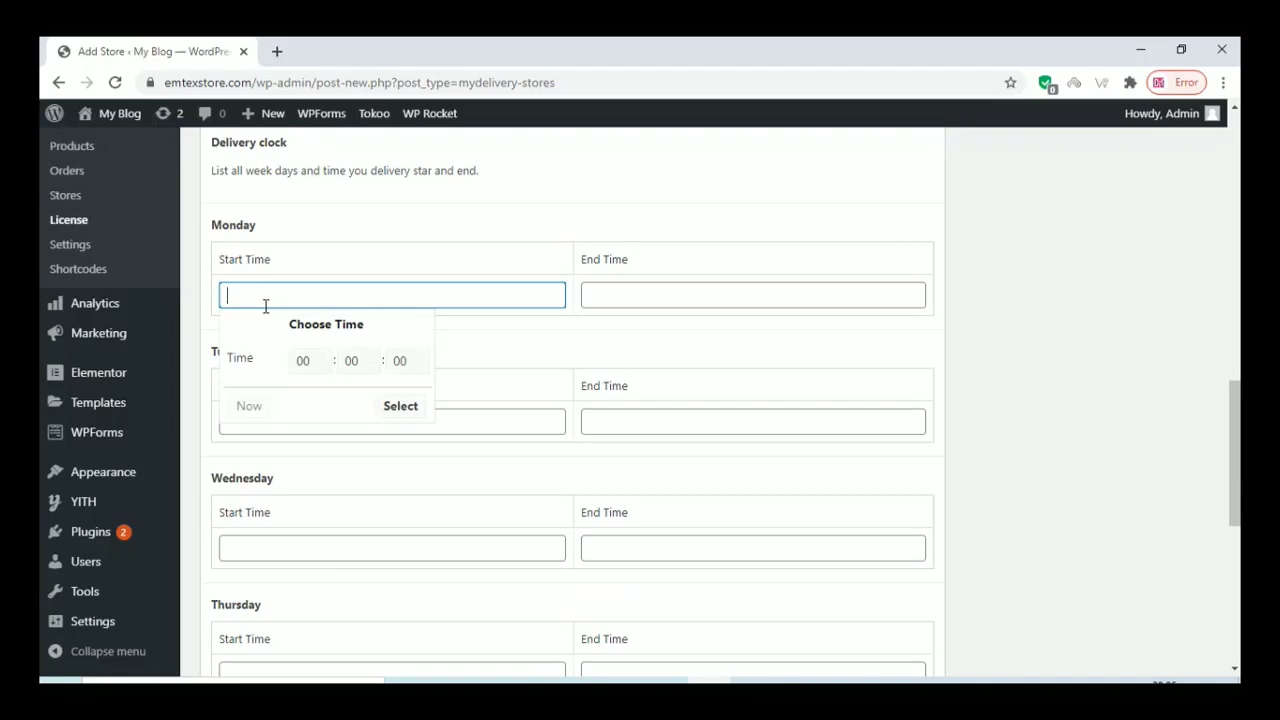 Add Store ‹ My Blog — WordPre
emtexstore.com/wp-admin/post-new.php?post_type=mydelivery-stores
0
Error
My Blog 2 0 New WPForms Tokoo WP Rocket Howdy, Admin
Products
Orders
Stores
License
Settings
Shortcodes
Analytics
Marketing
Elementor
Templates
WPForms
Appearance
YITH
Plugins 2
Users
Tools
Settings
Collapse menu
Delivery clock
List all week days and time you delivery star and end.
Monday
Start Time End Time
Choose Time
Time 00 : 00 : 00
Now Select
Tu
End Time
Wednesday
Start Time End Time
Thursday
Start Time End Time